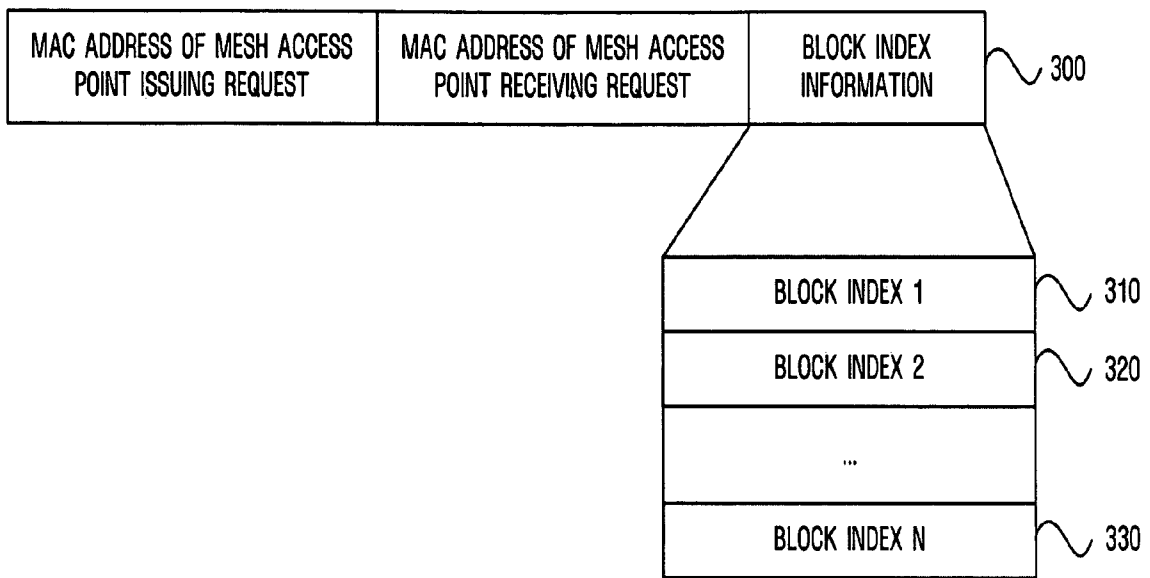 MAC ADDRESS OF MESH ACCESS
POINT ISSUING REQUEST
MAC ADDRESS OF MESH ACCESS
POINT RECEIVING REQUEST
BLOCK INDEX
INFORMATION
300
BLOCK INDEX 1
310
BLOCK INDEX 2
320
...
BLOCK INDEX N
330